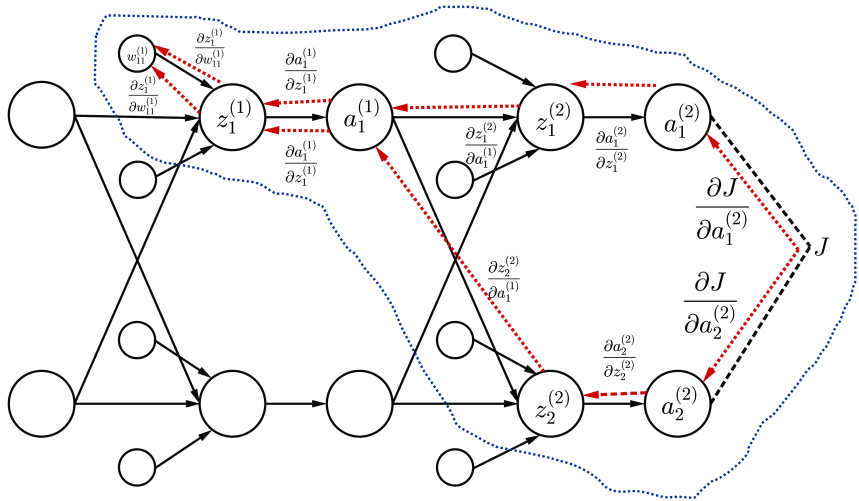 w₁₁⁽¹⁾
∂z₁⁽¹⁾/∂w₁₁⁽¹⁾
∂z₁⁽¹⁾/∂w₁₁⁽¹⁾
z₁⁽¹⁾
∂a₁⁽¹⁾/∂z₁⁽¹⁾
∂a₁⁽¹⁾/∂z₁⁽¹⁾
a₁⁽¹⁾
∂z₁⁽²⁾/∂a₁⁽¹⁾
z₁⁽²⁾
∂a₁⁽²⁾/∂z₁⁽²⁾
a₁⁽²⁾
∂J/∂a₁⁽²⁾
J
∂z₂⁽²⁾/∂a₁⁽¹⁾
∂J/∂a₂⁽²⁾
∂a₂⁽²⁾/∂z₂⁽²⁾
z₂⁽²⁾
a₂⁽²⁾